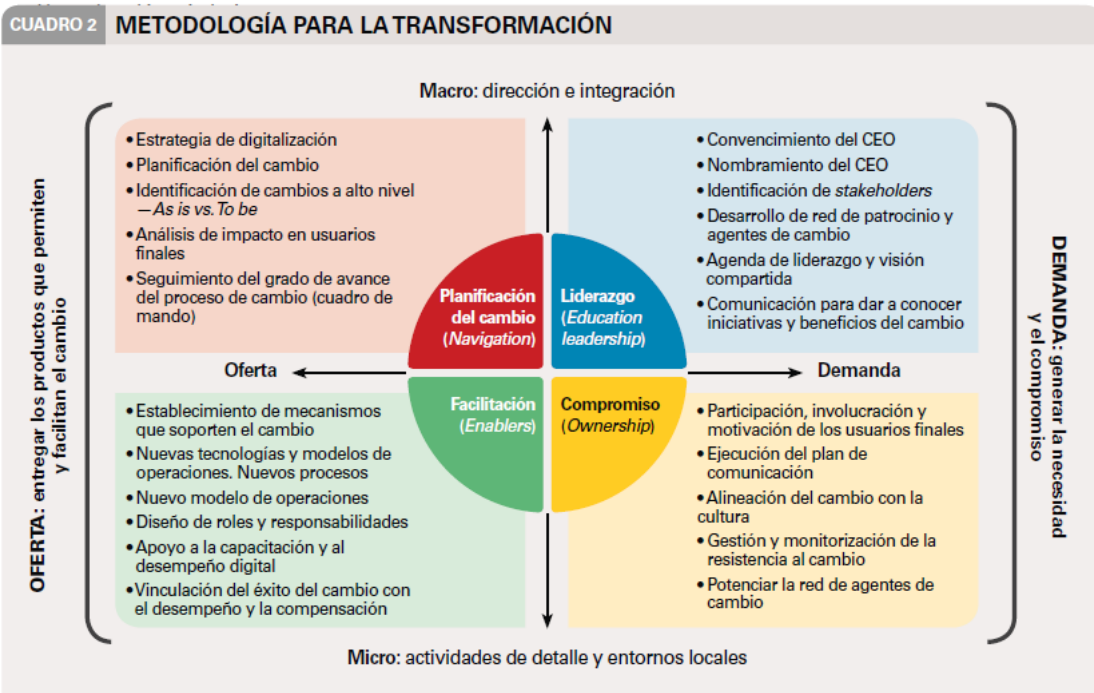 CUADRO 2 METODOLOGÍA PARA LA TRANSFORMACIÓN
Macro: dirección e integración
OFERTA: entregar los productos que permiten
y facilitan el cambio
• Estrategia de digitalización
• Planificación del cambio
• Identificación de cambios a alto nivel
—As is vs. To be
• Análisis de impacto en usuarios
finales
• Seguimiento del grado de avance
del proceso de cambio (cuadro de
mando)
• Convencimiento del CEO
• Nombramiento del CEO
• Identificación de stakeholders
• Desarrollo de red de patrocinio y
agentes de cambio
• Agenda de liderazgo y visión
compartida
• Comunicación para dar a conocer
iniciativas y beneficios del cambio
DEMANDA: generar la necesidad
y el compromiso
Planificación
del cambio
(Navigation)
Liderazgo
(Education
leadership)
Oferta
Demanda
Facilitación
(Enablers)
Compromiso
(Ownership)
• Establecimiento de mecanismos
que soporten el cambio
• Nuevas tecnologías y modelos de
operaciones. Nuevos procesos
• Nuevo modelo de operaciones
• Diseño de roles y responsabilidades
• Apoyo a la capacitación y al
desempeño digital
• Vinculación del éxito del cambio con
el desempeño y la compensación
• Participación, involucración y
motivación de los usuarios finales
• Ejecución del plan de
comunicación
• Alineación del cambio con la
cultura
• Gestión y monitorización de la
resistencia al cambio
• Potenciar la red de agentes de
cambio
Micro: actividades de detalle y entornos locales